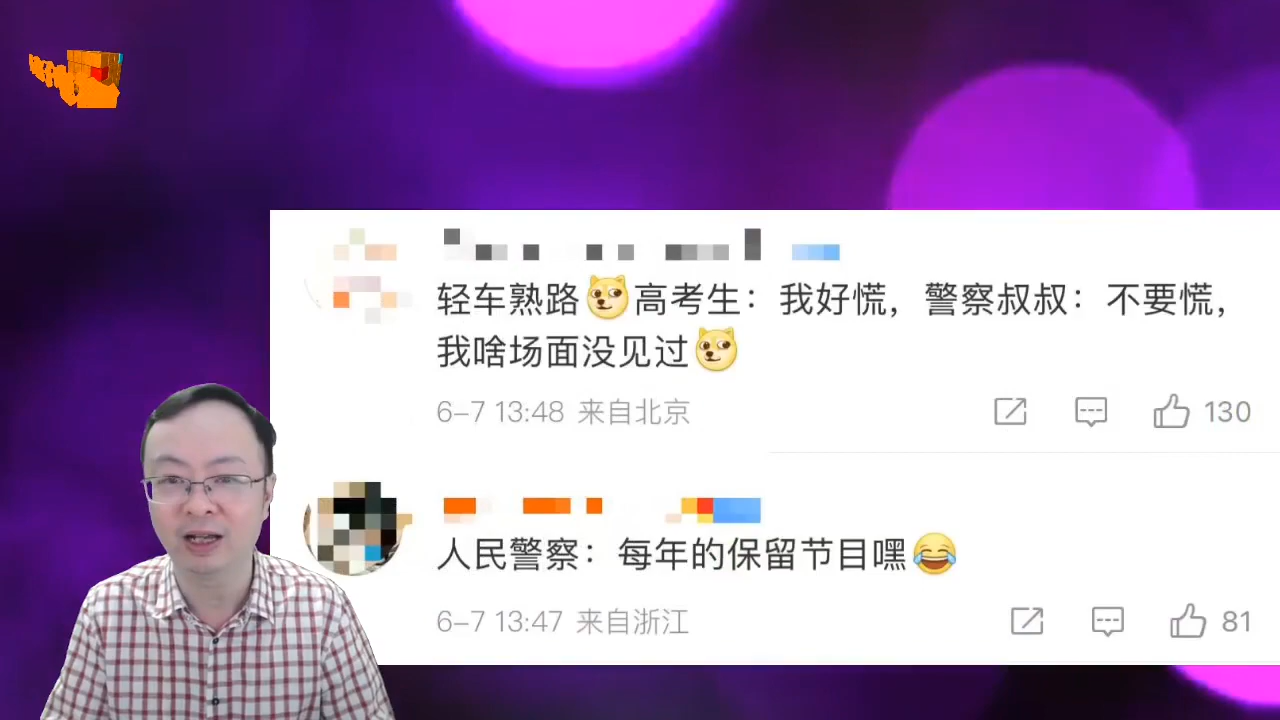 轻车熟路高考生：我好慌，警察叔叔：不要慌，
我啥场面没见过
6-7 13:48 来自北京
130
人民警察：每年的保留节目嘿
6-7 13:47 来自浙江
81